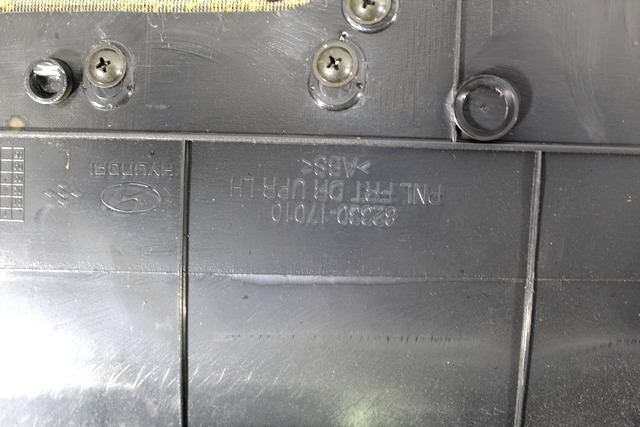 82330-17010
PNL FRT DR UPR LH
>ABS<
HYUNDAI